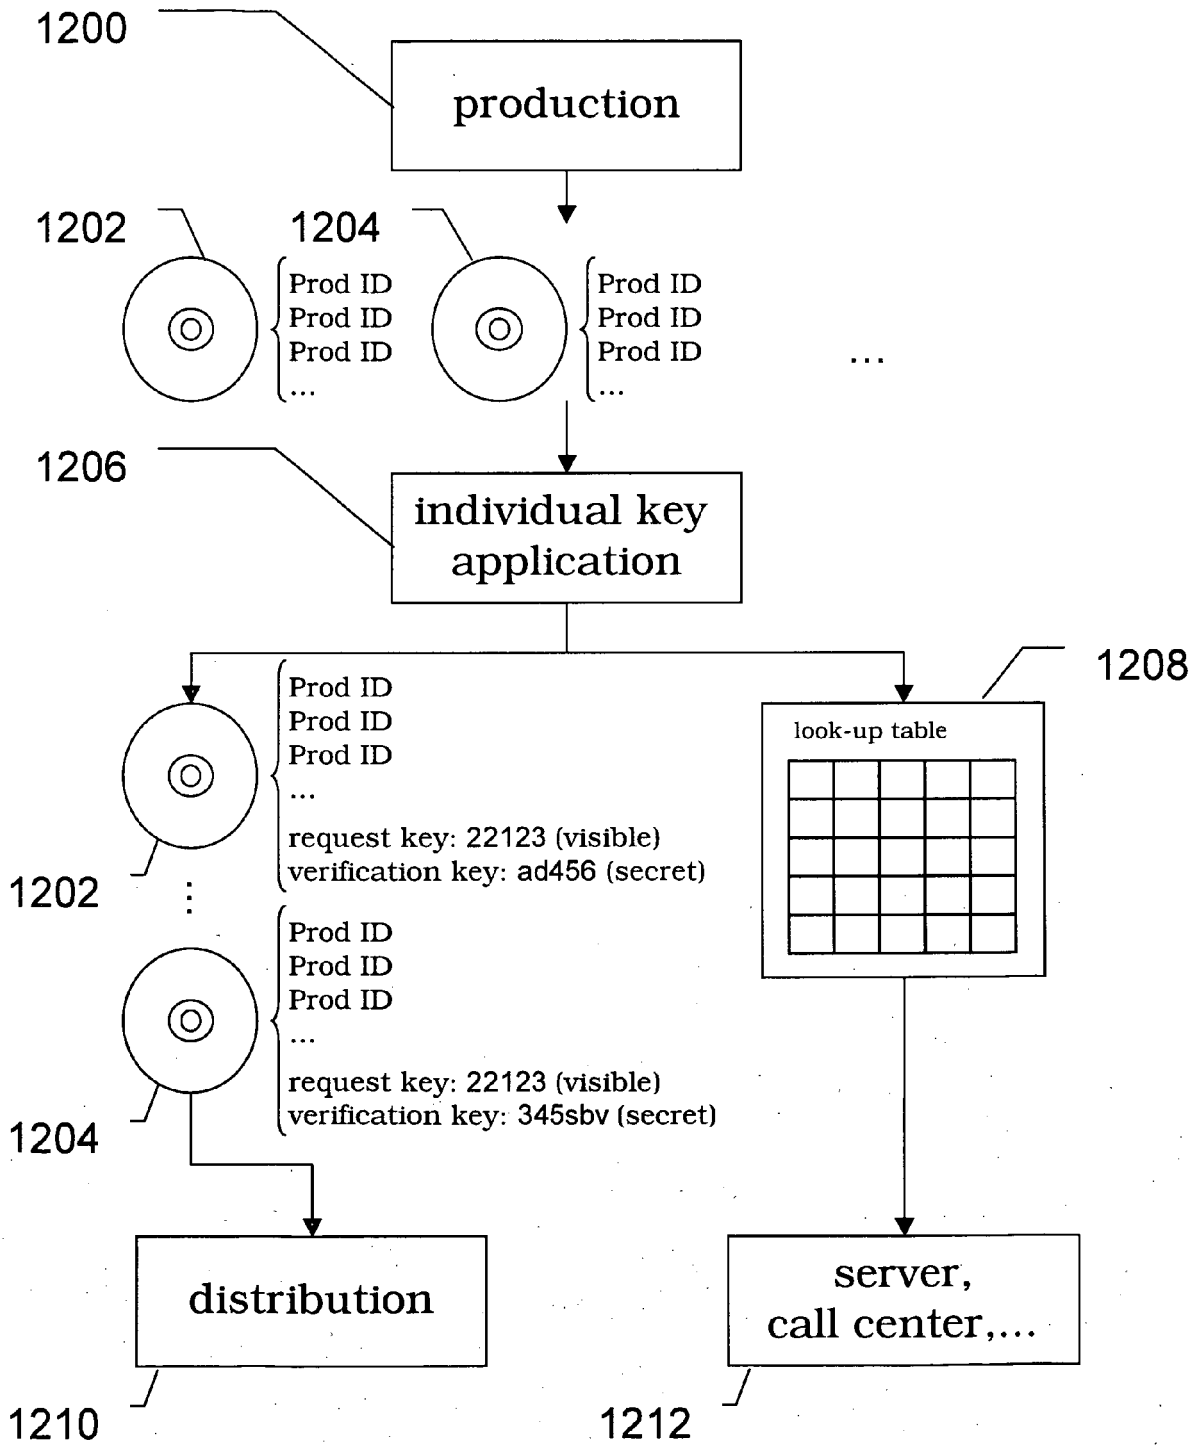 1200
production
1202
1204
Prod ID
Prod ID
Prod ID
...
Prod ID
Prod ID
Prod ID
...
...
1206
individual key
application
1208
Prod ID
Prod ID
Prod ID
...
request key: 22123 (visible)
verification key: ad456 (secret)
look-up table
1202
...
Prod ID
Prod ID
Prod ID
...
request key: 22123 (visible)
verification key: 345sbv (secret)
1204
distribution
server,
call center,...
1210
1212